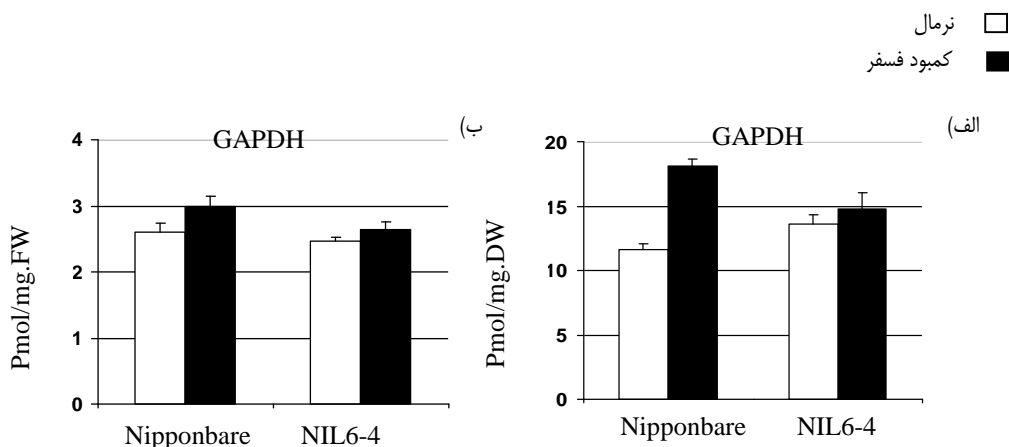 نرمال
کمبود فسفر
الف)
GAPDH
20
15
10
5
0
Pmol/mg.DW
Nipponbare NIL6-4
ب)
GAPDH
4
3
2
1
0
Pmol/mg.FW
Nipponbare NIL6-4